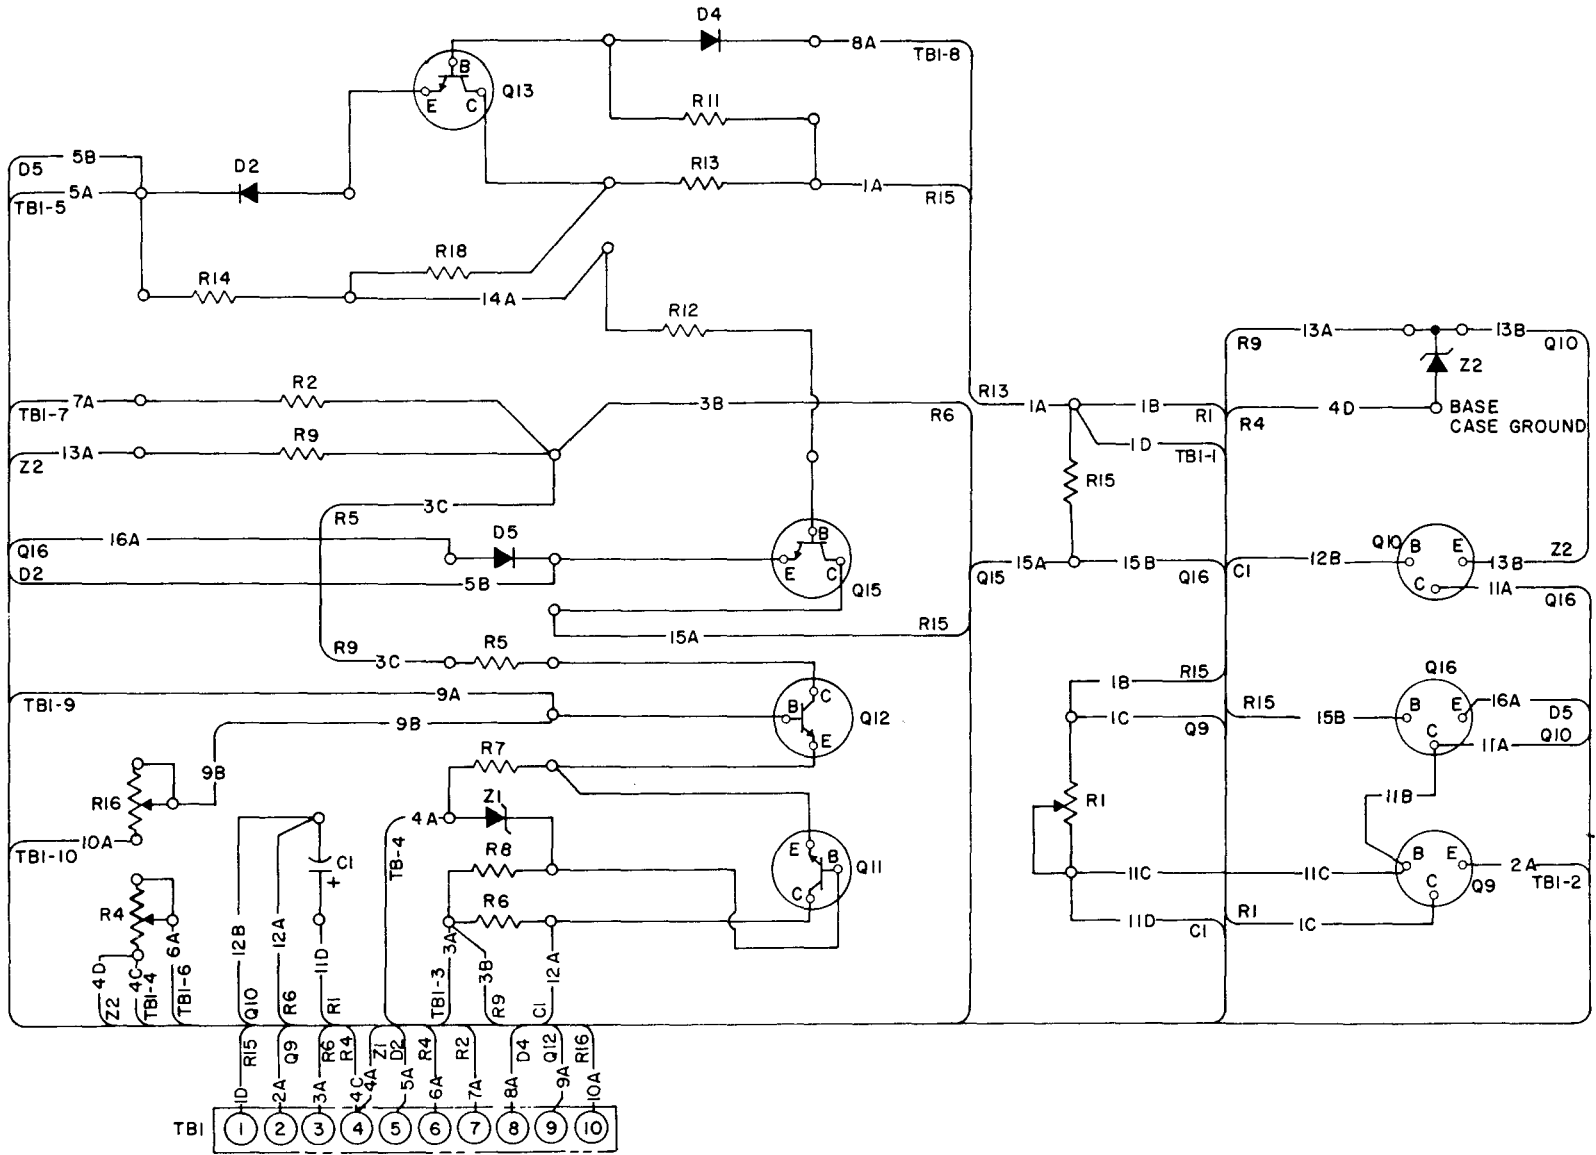 D4
8A
TB1-8
B
E
C
Q13
R11
5B
D5
D2
R13
5A
1A
TB1-5
R15
R18
R14
14A
R12
13A
13B
R9
Q10
Z2
R2
7A
TB1-7
3B
R6
R13
1A
1B
R1
R4
4D
BASE
CASE GROUND
R9
13A
Z2
1D
TB1-1
R15
3C
R5
16A
D5
Q16
D2
5B
B
E
C
Q15
Q15
15A
15B
Q16
C1
12B
Q10
B
E
C
13B
Z2
11A
Q16
15A
R15
R9
3C
R5
1B
R15
Q16
9A
TB1-9
9B
C
B
E
Q12
1C
Q9
R15
15B
B
E
C
16A
D5
Q10
11A
R7
9B
R16
Z1
4A
TB-4
R1
11B
10A
TB1-10
C1
+
R8
E
B
C
Q11
11C
11C
B
E
C
2A
Q9
TB1-2
R4
6A
R6
11D
C1
R1
1C
12B
12A
11D
3A
3B
12A
4D
4C
Z2
TB1-4
TB1-6
Q10
R6
R1
TB1-3
R9
C1
R15
Q9
R6
R4
Z1
D2
R4
R2
D4
Q12
R16
1D
2A
3A
4C
4A
5A
6A
7A
8A
9A
10A
TB1
1
2
3
4
5
6
7
8
9
10